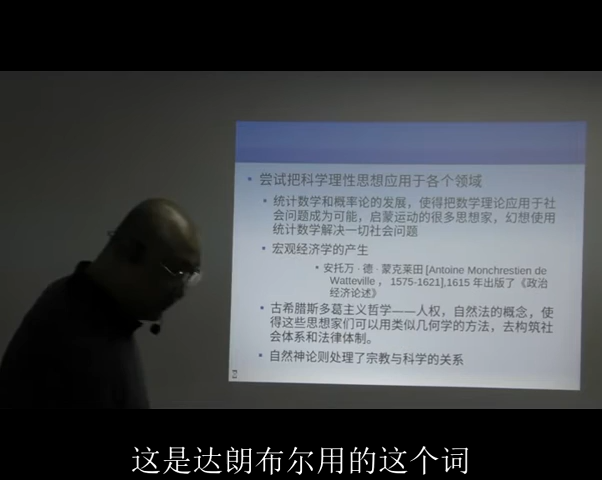 尝试把科学理性思想应用于各个领域
统计数学和概率论的发展，使得把数学理论应用于社
会问题成为可能，启蒙运动的很多思想家，幻想使用
统计数学解决一切社会问题
宏观经济学的产生
安托万 · 德 · 蒙克莱田 [Antoine Monchrestien de
Watteville ， 1575-1621],1615 年出版了《政治
经济论述》
古希腊斯多葛主义哲学——人权，自然法的概念，使
得这些思想家们可以用类似几何学的方法，去构筑社
会体系和法律体制。
自然神论则处理了宗教与科学的关系
这是达朗布尔用的这个词